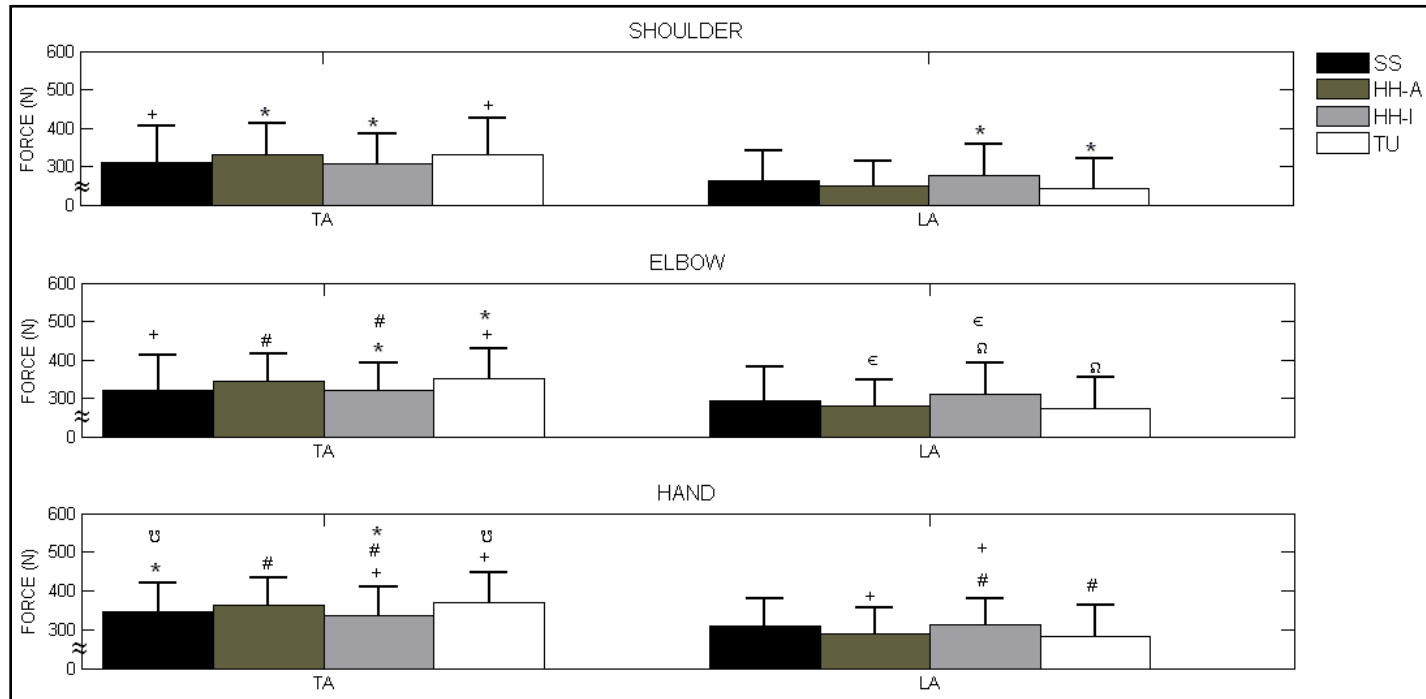 SHOULDER
FORCE (N)
600
500
400
300
≈
0
+ * * +
* *
TA LA
SS
HH-A
HH-I
TU
ELBOW
FORCE (N)
600
500
400
300
≈
0
# * ϵ
+ # * + ϵ Ω Ω
TA LA
HAND
FORCE (N)
600
500
400
300
≈
0
℧ * ℧ +
* # # + + + # #
TA LA